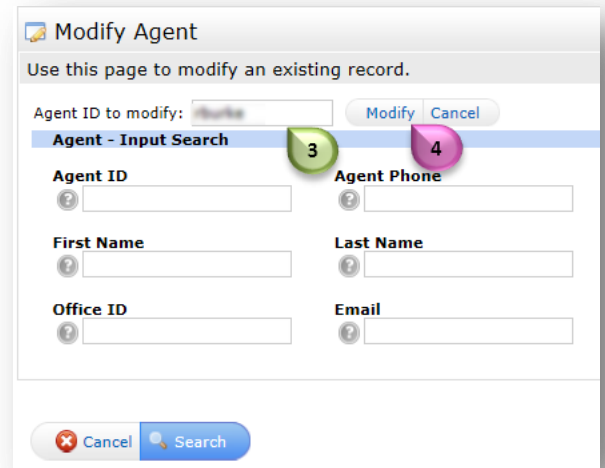 Modify Agent
Use this page to modify an existing record.
Agent ID to modify: Modify Cancel
Agent - Input Search
3
4
Agent ID Agent Phone
? ?
First Name Last Name
? ?
Office ID Email
? ?
Cancel Search